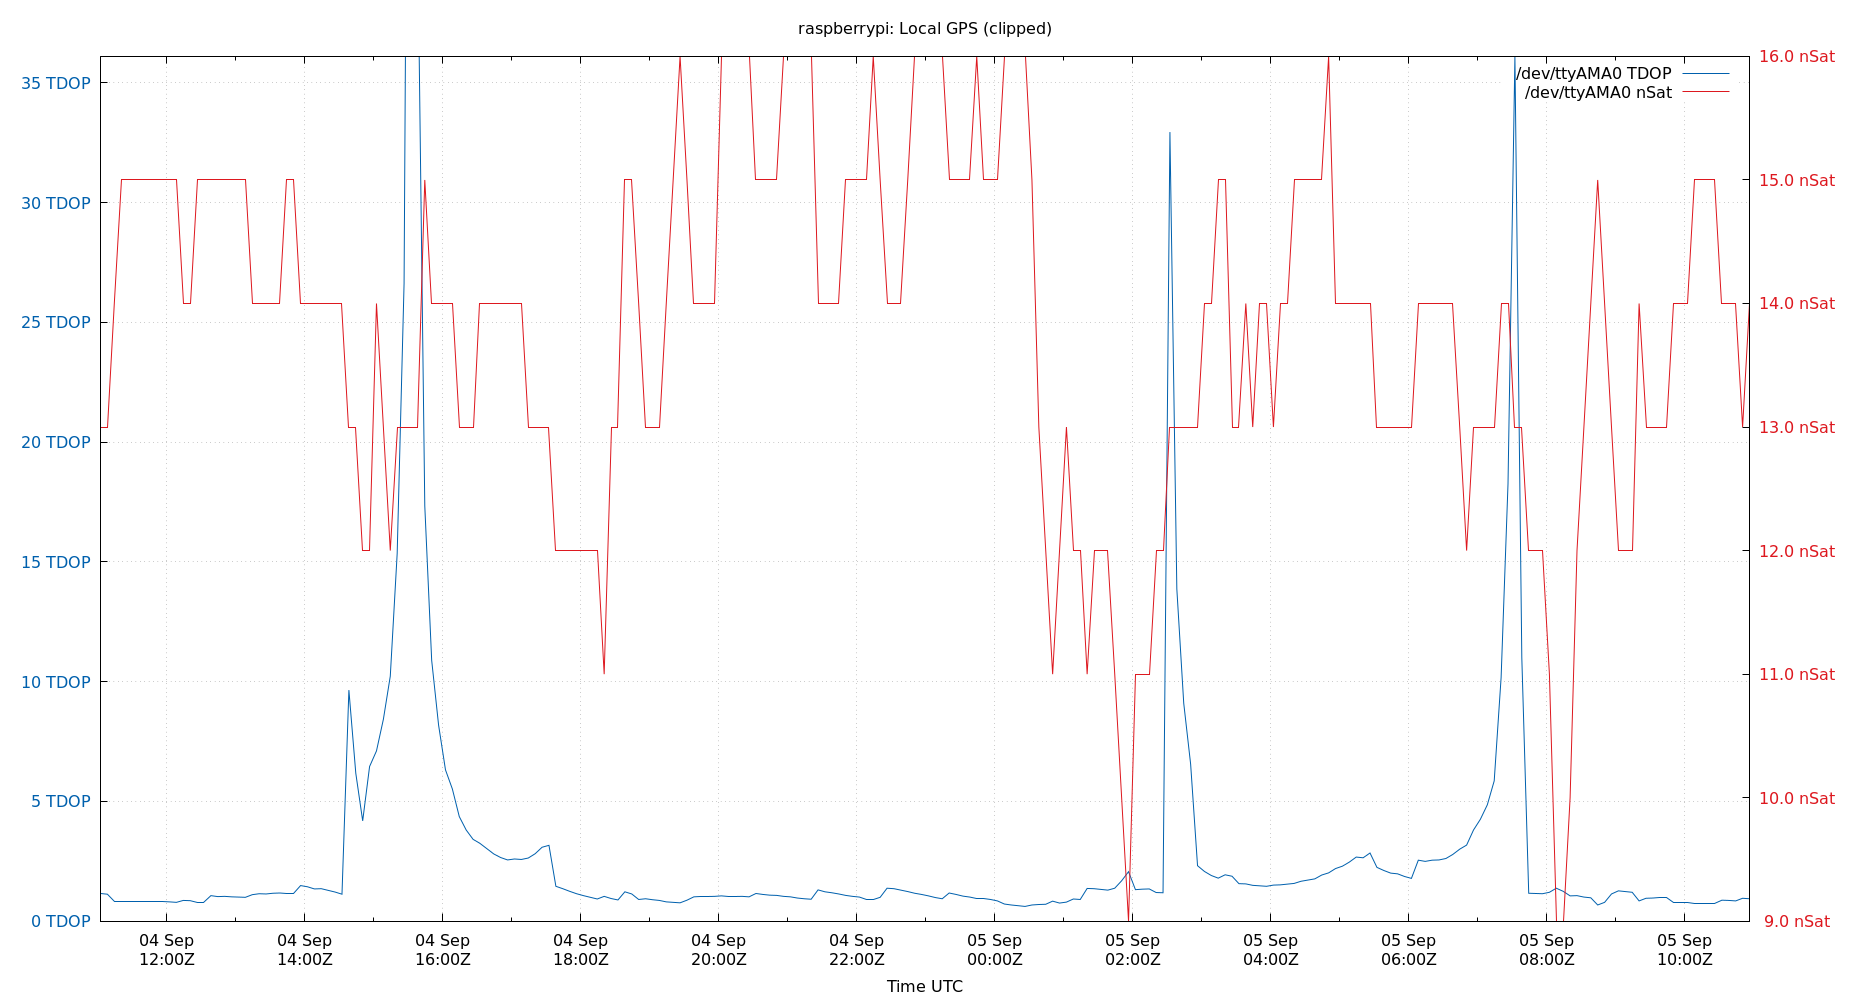 raspberrypi: Local GPS (clipped)
/dev/ttyAMA0 TDOP
/dev/ttyAMA0 nSat
35 TDOP
30 TDOP
25 TDOP
20 TDOP
15 TDOP
10 TDOP
5 TDOP
0 TDOP
16.0 nSat
15.0 nSat
14.0 nSat
13.0 nSat
12.0 nSat
11.0 nSat
10.0 nSat
9.0 nSat
04 Sep 04 Sep 04 Sep 04 Sep 04 Sep 04 Sep 05 Sep 05 Sep 05 Sep 05 Sep 05 Sep 05 Sep
12:00Z 14:00Z 16:00Z 18:00Z 20:00Z 22:00Z 00:00Z 02:00Z 04:00Z 06:00Z 08:00Z 10:00Z
Time UTC